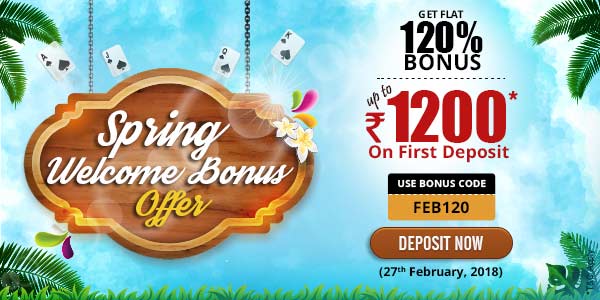 Spring
Welcome Bonus
Offer
GET FLAT
120%
BONUS
up to
₹1200*
On First Deposit
USE BONUS CODE
FEB120
DEPOSIT NOW
(27th February, 2018)